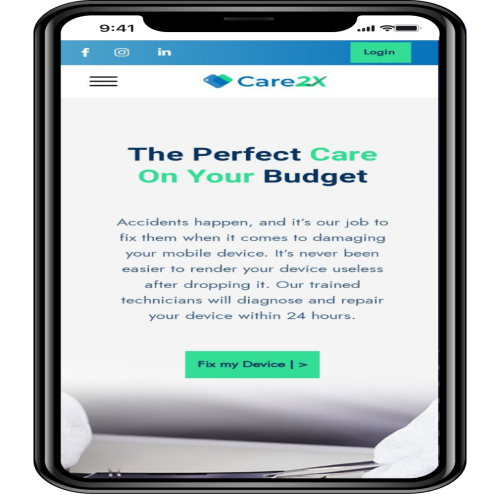 9:41
f in Login
Care2X
The Perfect Care
On Your Budget
Accidents happen, and it's our job to
fix them when it comes to damaging
your mobile device. It's never been
easier to render your device useless
after dropping it. Our trained
technicians will diagnose and repair
your device within 24 hours.
Fix my Device | >